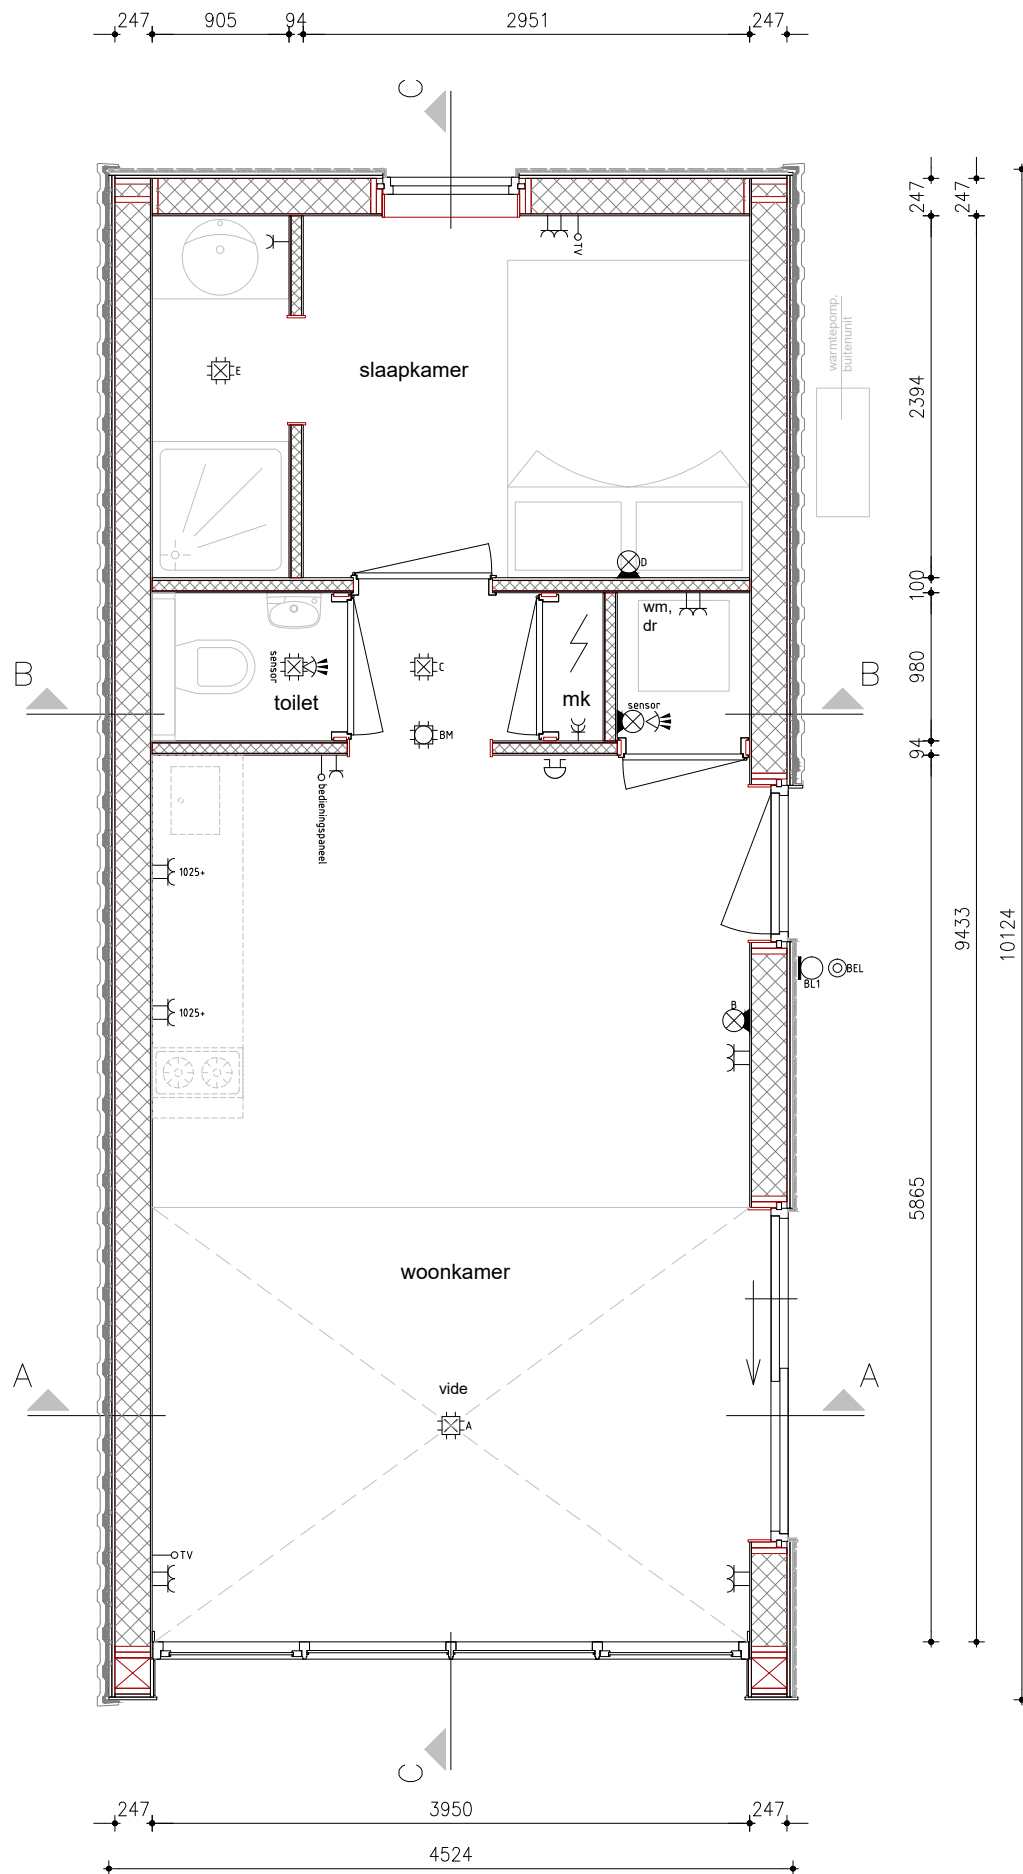 247 905 94 2951 247
C
247 247
TV
warmtepomp,
buitenunit
E
slaapkamer
2394
D
100
wm,
dr
sensor
C
B
B
980
toilet
mk
sensor
BM
94
bedieningspaneel
1025+
9433
10124
BEL
BL1
B
1025+
5865
woonkamer
A
A
vide
A
TV
C
247 3950 247
4524